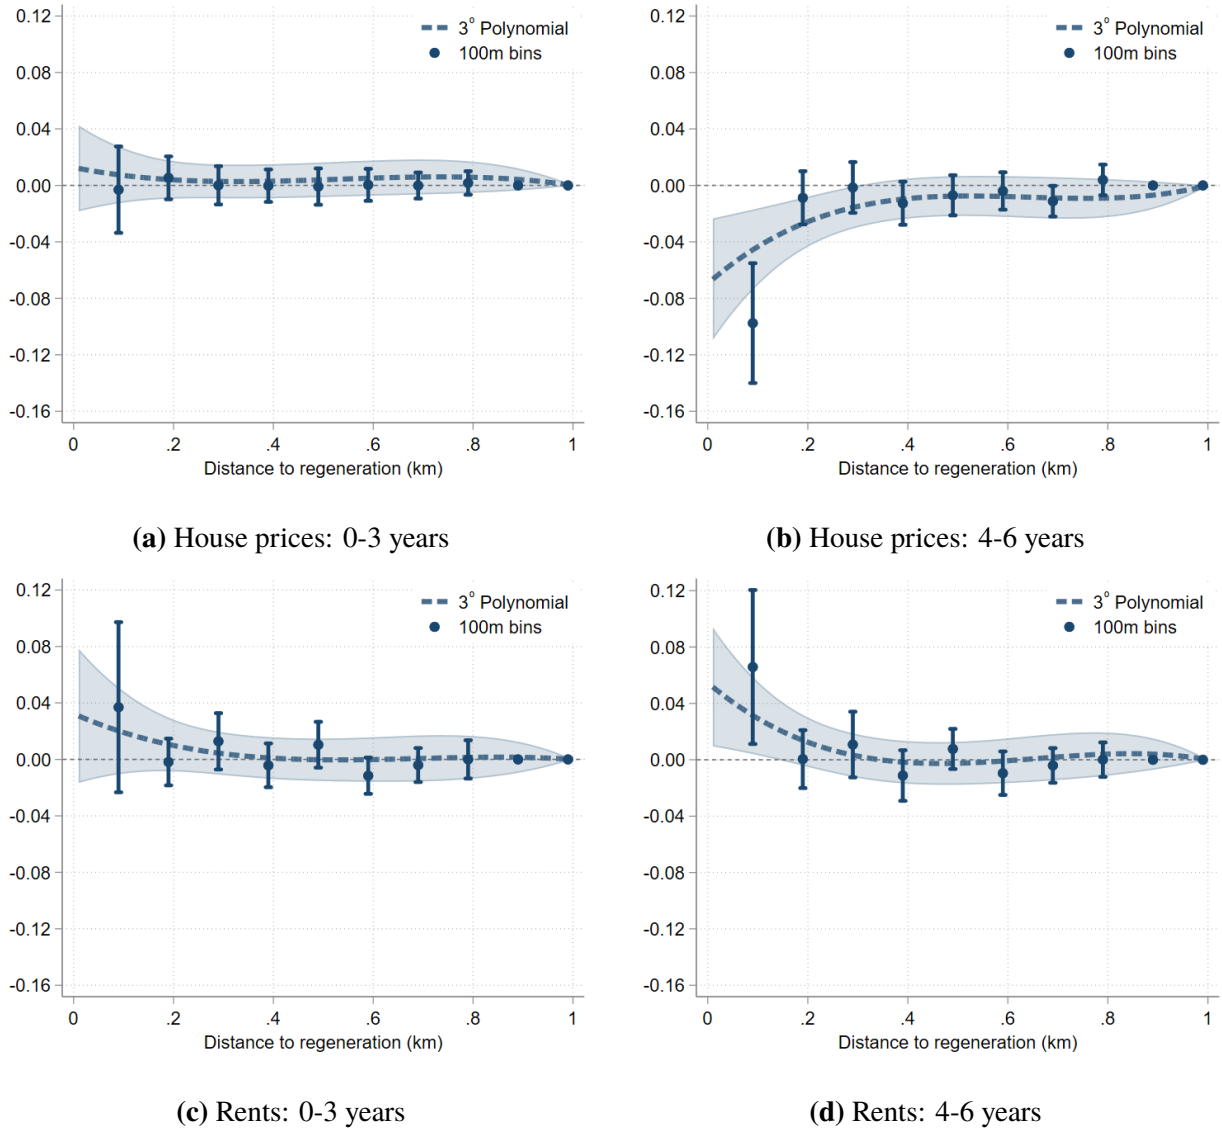 0.12
0.08
0.04
0.00
-0.04
-0.08
-0.12
-0.16
3° Polynomial
100m bins
0 .2 .4 .6 .8 1
Distance to regeneration (km)
(a) House prices: 0-3 years
0.12
0.08
0.04
0.00
-0.04
-0.08
-0.12
-0.16
3° Polynomial
100m bins
0 .2 .4 .6 .8 1
Distance to regeneration (km)
(b) House prices: 4-6 years
0.12
0.08
0.04
0.00
-0.04
-0.08
-0.12
-0.16
3° Polynomial
100m bins
0 .2 .4 .6 .8 1
Distance to regeneration (km)
(c) Rents: 0-3 years
0.12
0.08
0.04
0.00
-0.04
-0.08
-0.12
-0.16
3° Polynomial
100m bins
0 .2 .4 .6 .8 1
Distance to regeneration (km)
(d) Rents: 4-6 years